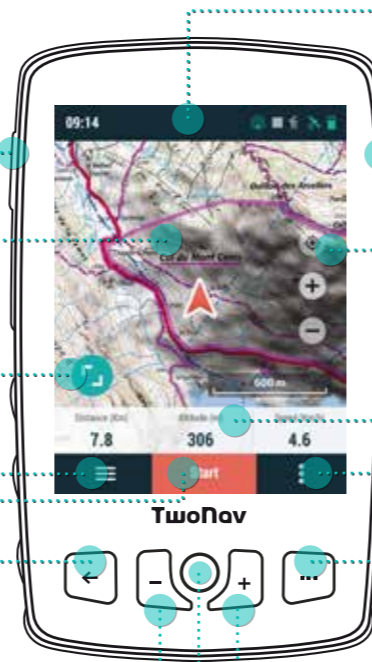 09:14
Col du Mont Cenis
600 m
Distance (Km) Altitude (m) Speed (Km/h)
7.8 306 4.6
Start
TwoNav